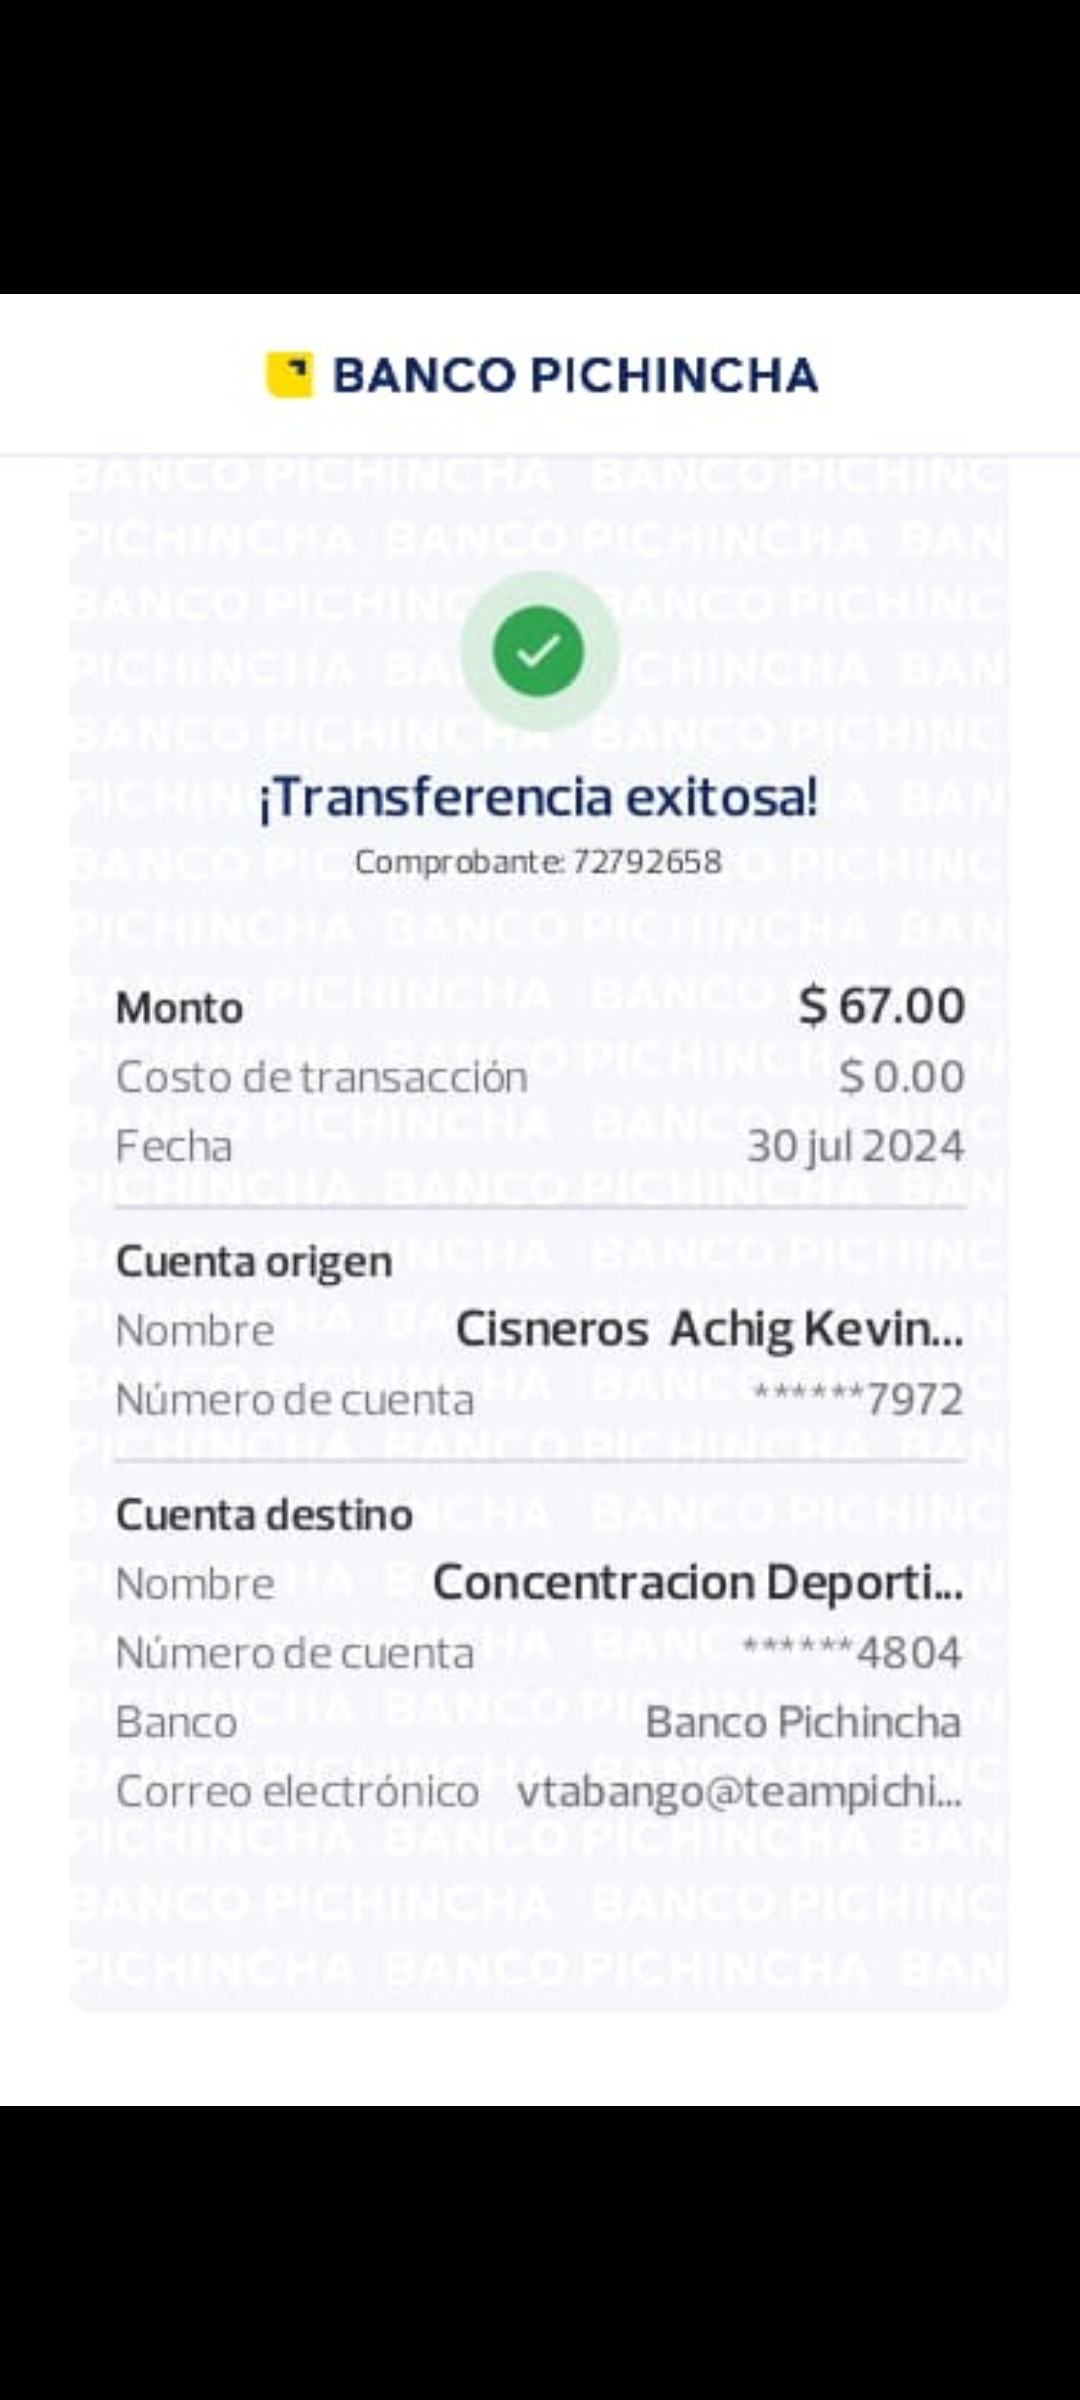 BANCO PICHINCHA
¡Transferencia exitosa!
Comprobante: 72792658
Monto $ 67.00
Costo de transacción $ 0.00
Fecha 30 jul 2024
Cuenta origen
Nombre Cisneros Achig Kevin...
Número de cuenta ******7972
Cuenta destino
Nombre Concentracion Deporti...
Número de cuenta ******4804
Banco Banco Pichincha
Correo electrónico vtabango@teampichi...